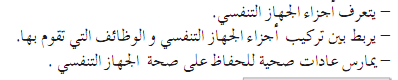 – يتعرف أجزاء الجهاز التنفسي.
– يربط بين تركيب أجزاء الجهاز التنفسي و الوظائف التي تقوم بها.
– يمارس عادات صحية للحفاظ على صحة الجهاز التنفسي .